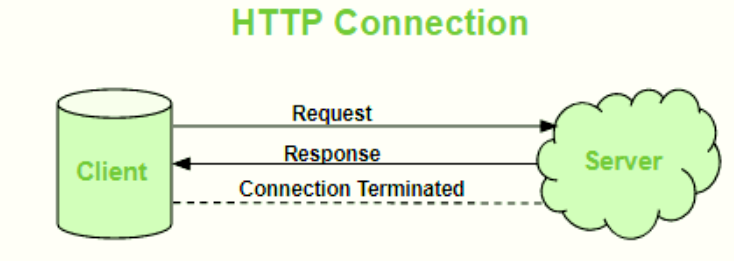 HTTP Connection
Request
Client
Response
Server
Connection Terminated